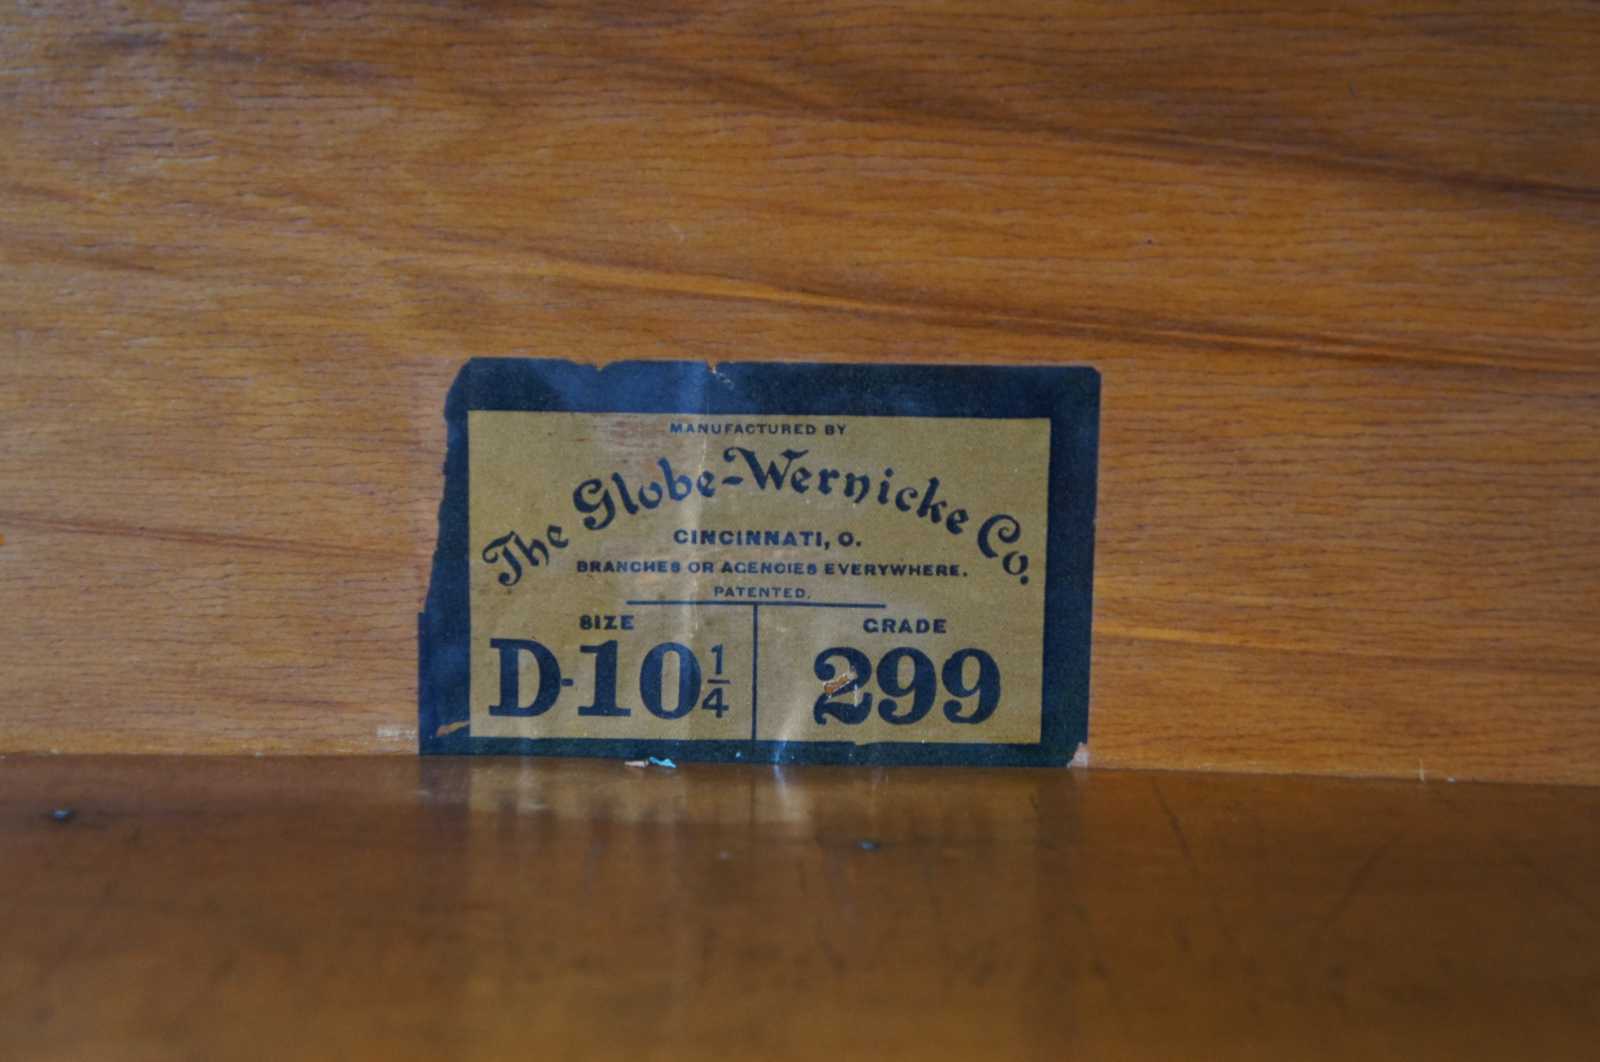 MANUFACTURED BY
The Globe-Wernicke Co.
CINCINNATI, O.
BRANCHES OR AGENCIES EVERYWHERE.
PATENTED.
SIZE GRADE
D-10 1/4 299